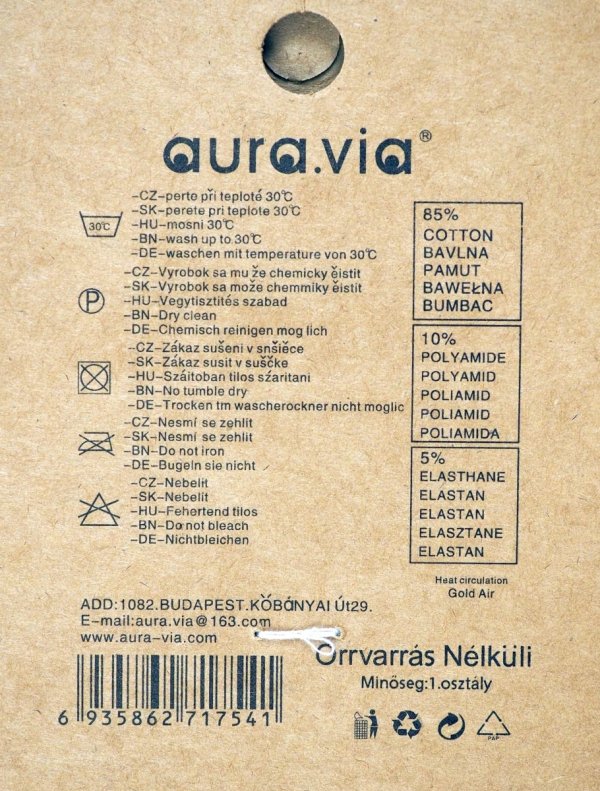 aura.via®
30℃
-CZ-perte při teploté 30℃
-SK-perete pri teplote 30℃
-HU-mosni 30℃
-BN-wash up to 30℃
-DE-waschen mit temperature von 30℃
P
-CZ-Vyrobok sa mu že chemicky ěistit
-SK-Vyrobok sa može chemmiky ěistit
-HU-Vegytisztités szabad
-BN-Dry clean
-DE-Chemisch reinigen mog lich
-CZ-Zákaz sušeni v snšiěce
-SK-Zákaz susit v suščke
-HU-Száitoban tilos szaritani
-BN-No tumble dry
-DE-Trocken tm wascherockner nicht moglic
-CZ-Nesmí se zehlit
-SK-Nesmí se zehlit
-BN-Do not iron
-DE-Bugeln sie nicht
-CZ-Nebelit
-SK-Nebelit
-HU-Fehertend tilos
-BN-Do not bleach
-DE-Nichtbleichen
85%
COTTON
BAVLNA
PAMUT
BAWEŁNA
BUMBAC
10%
POLYAMIDE
POLYAMID
POLIAMID
POLIAMID
POLIAMIDA
5%
ELASTHANE
ELASTAN
ELASTAN
ELASZTANE
ELASTAN
Heat circulation
Gold Air
ADD:1082.BUDAPEST.KŐBáNYAI Út29.
E-mail:aura.via@163.com
www.aura-via.com
Orrvarrás Nélküli
Minőseg:1.osztály
6 935862 717541
P&P